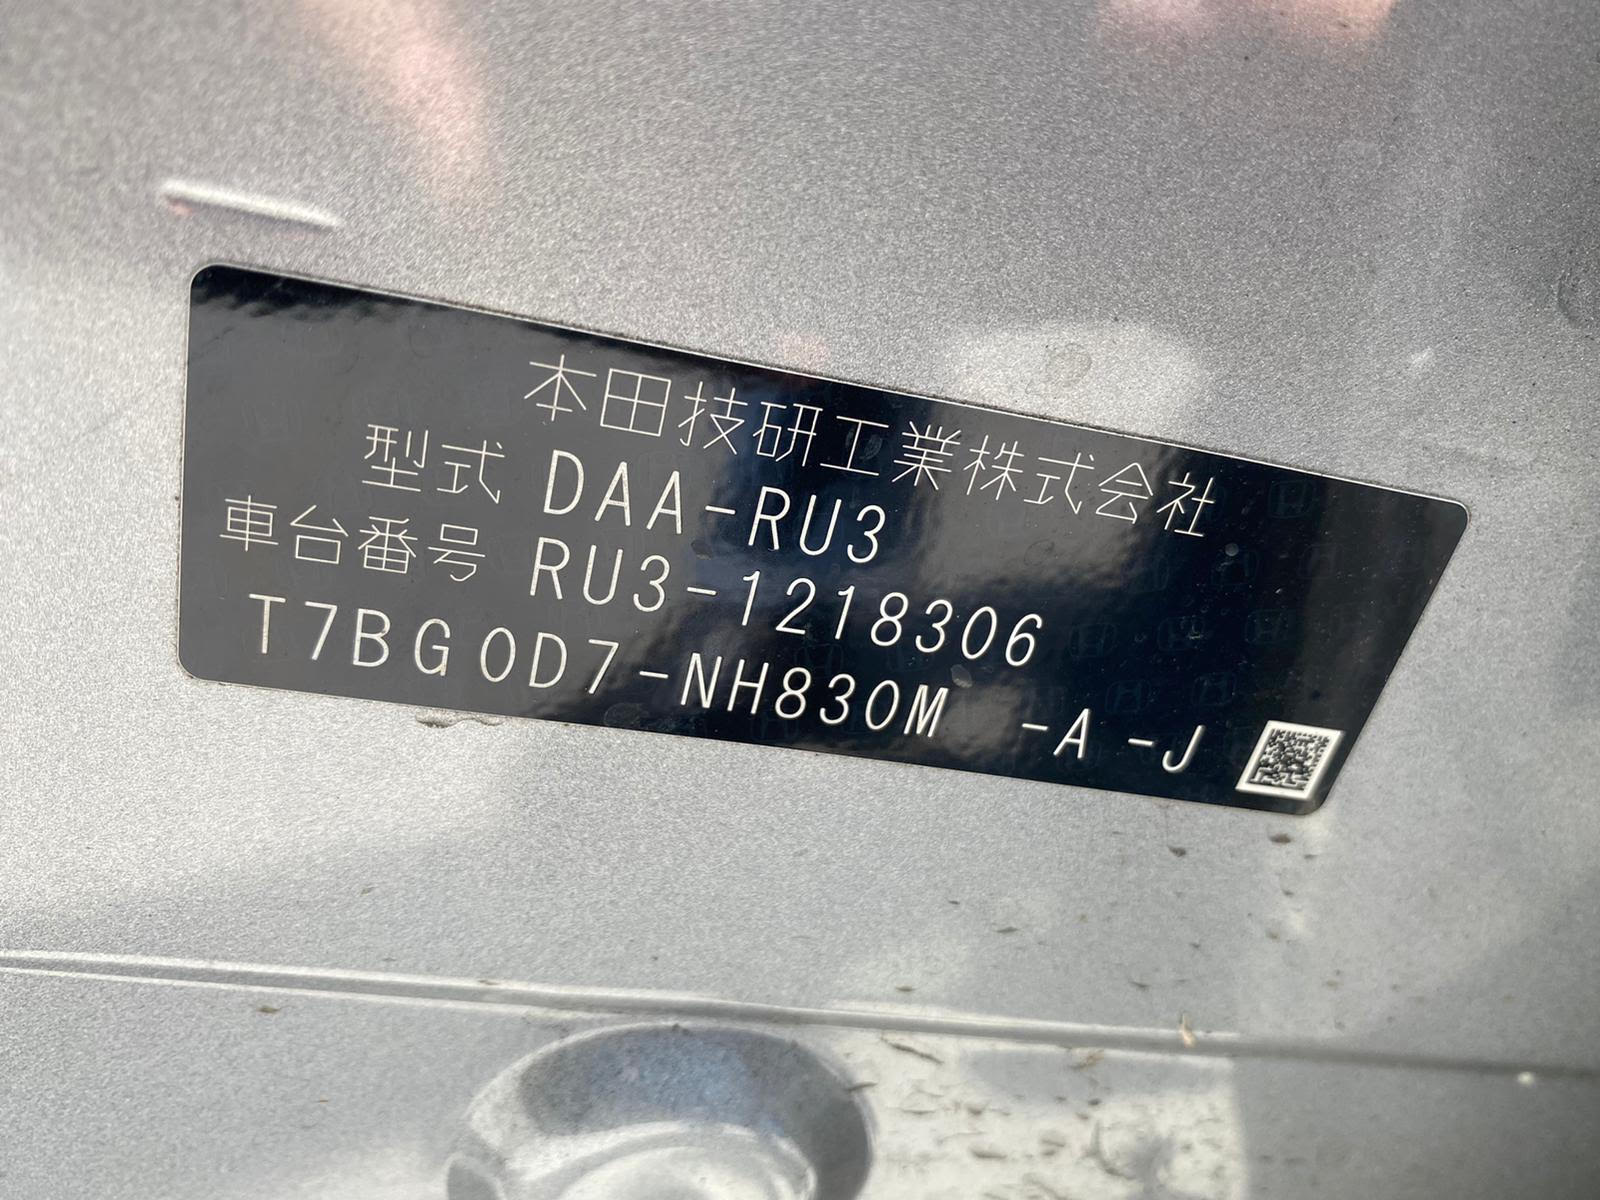 本田技研工業株式会社
型式 DAA-RU3
車台番号 RU3-1218306
T7BG0D7-NH830M -A -J